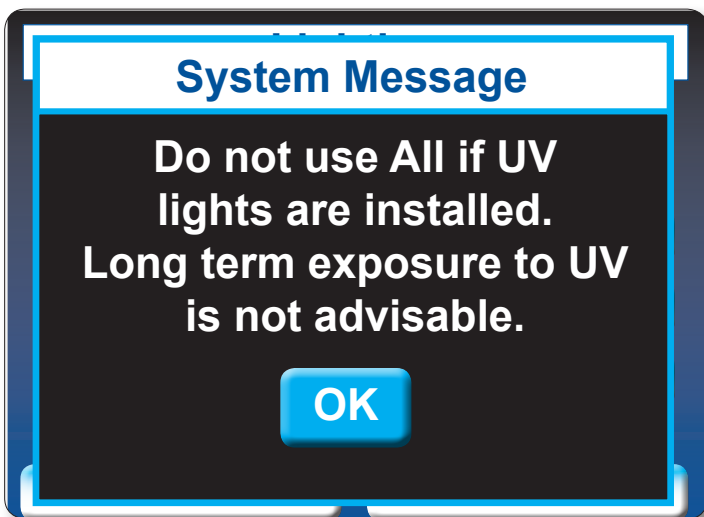 System Message
Do not use All if UV
lights are installed.
Long term exposure to UV
is not advisable.
OK